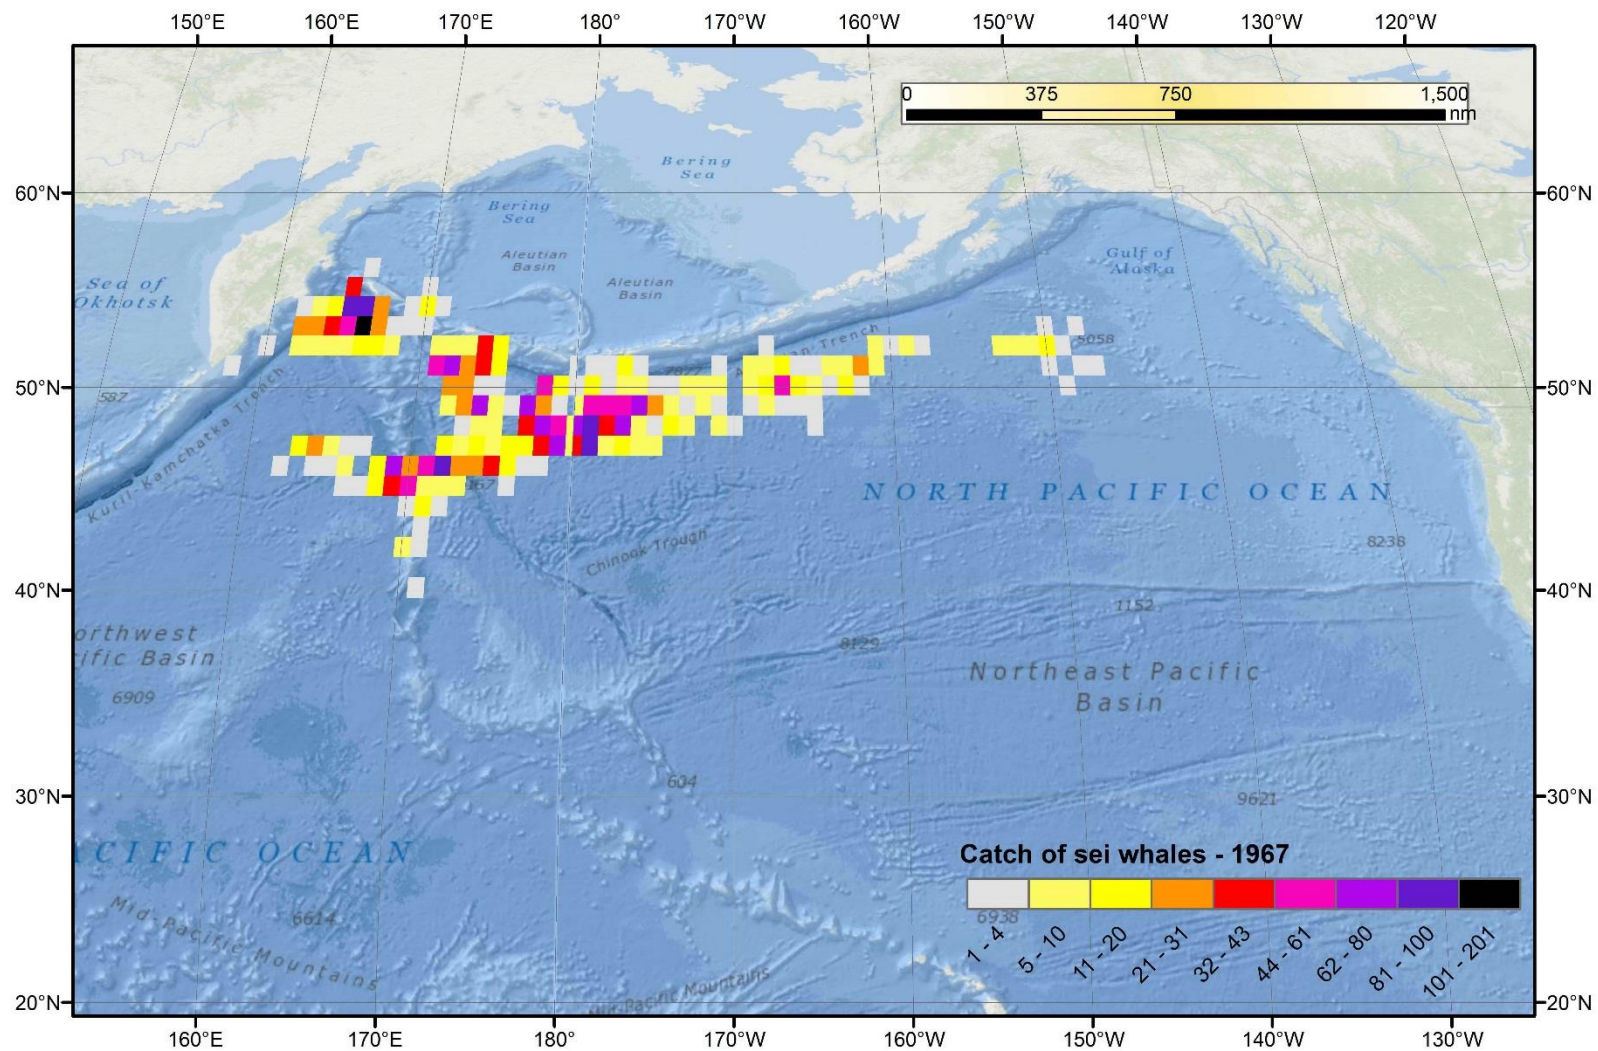 150°E 160°E 170°E 180° 170°W 160°W 150°W 140°W 130°W 120°W
0 375 750 1,500
nm
Bering
Sea
60°N 60°N
Bering
Sea
Aleutian
Basin
Gulf of
Alaska
Sea of
Okhotsk
Aleutian
Basin
an Trench
5058
7877
50°N 50°N
587
Kuril-Kamchatka Trench
NORTH PACIFIC OCEAN
Chinook Trough
8238
40°N 40°N
1152
orthwest
cific Basin
8129
Northeast Pacific
Basin
6909
604
30°N 30°N
9621
ACIFIC OCEAN
Catch of sei whales - 1967
Mid-Pacific Mountains
6614
6938
1 - 4
5 - 10
11 - 20
21 - 31
32 - 43
44 - 61
62 - 80
81 - 100
101 - 201
Mid-Pacific Mountains
20°N 20°N
160°E 170°E 180° 170°W 160°W 150°W 140°W 130°W